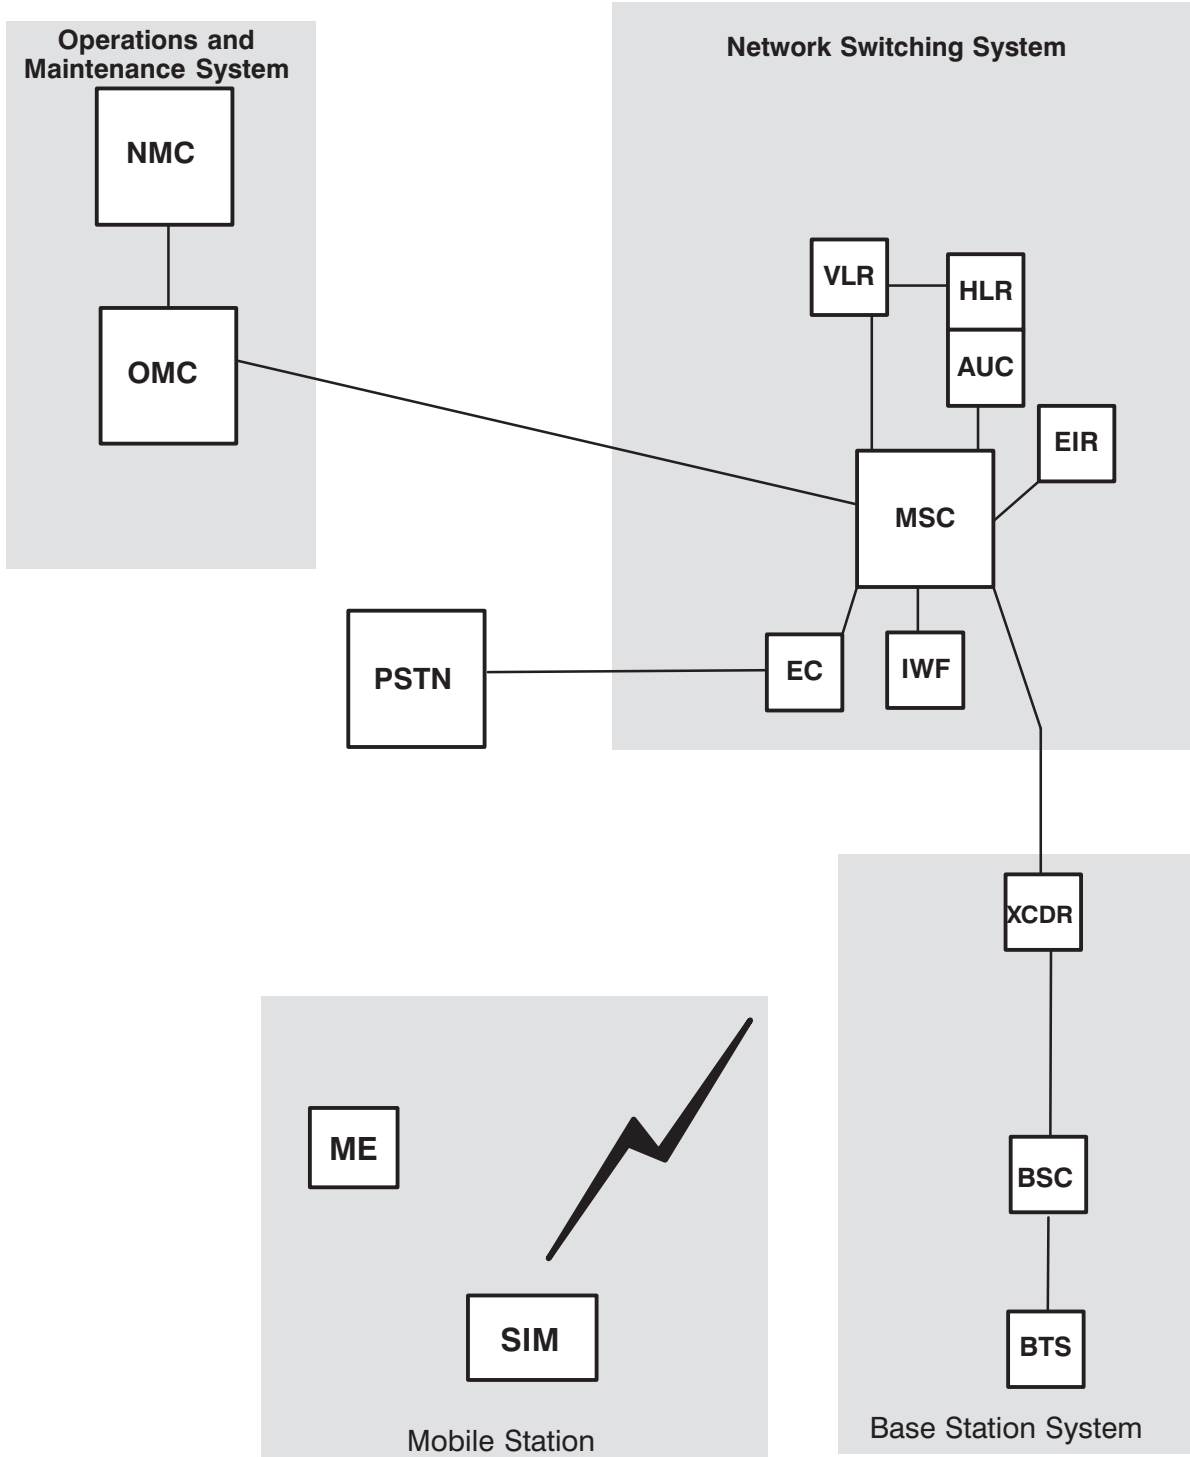 Operations and
Maintenance System
Network Switching System
NMC
VLR
HLR
OMC
AUC
EIR
MSC
PSTN
EC
IWF
XCDR
ME
BSC
SIM
BTS
Mobile Station
Base Station System